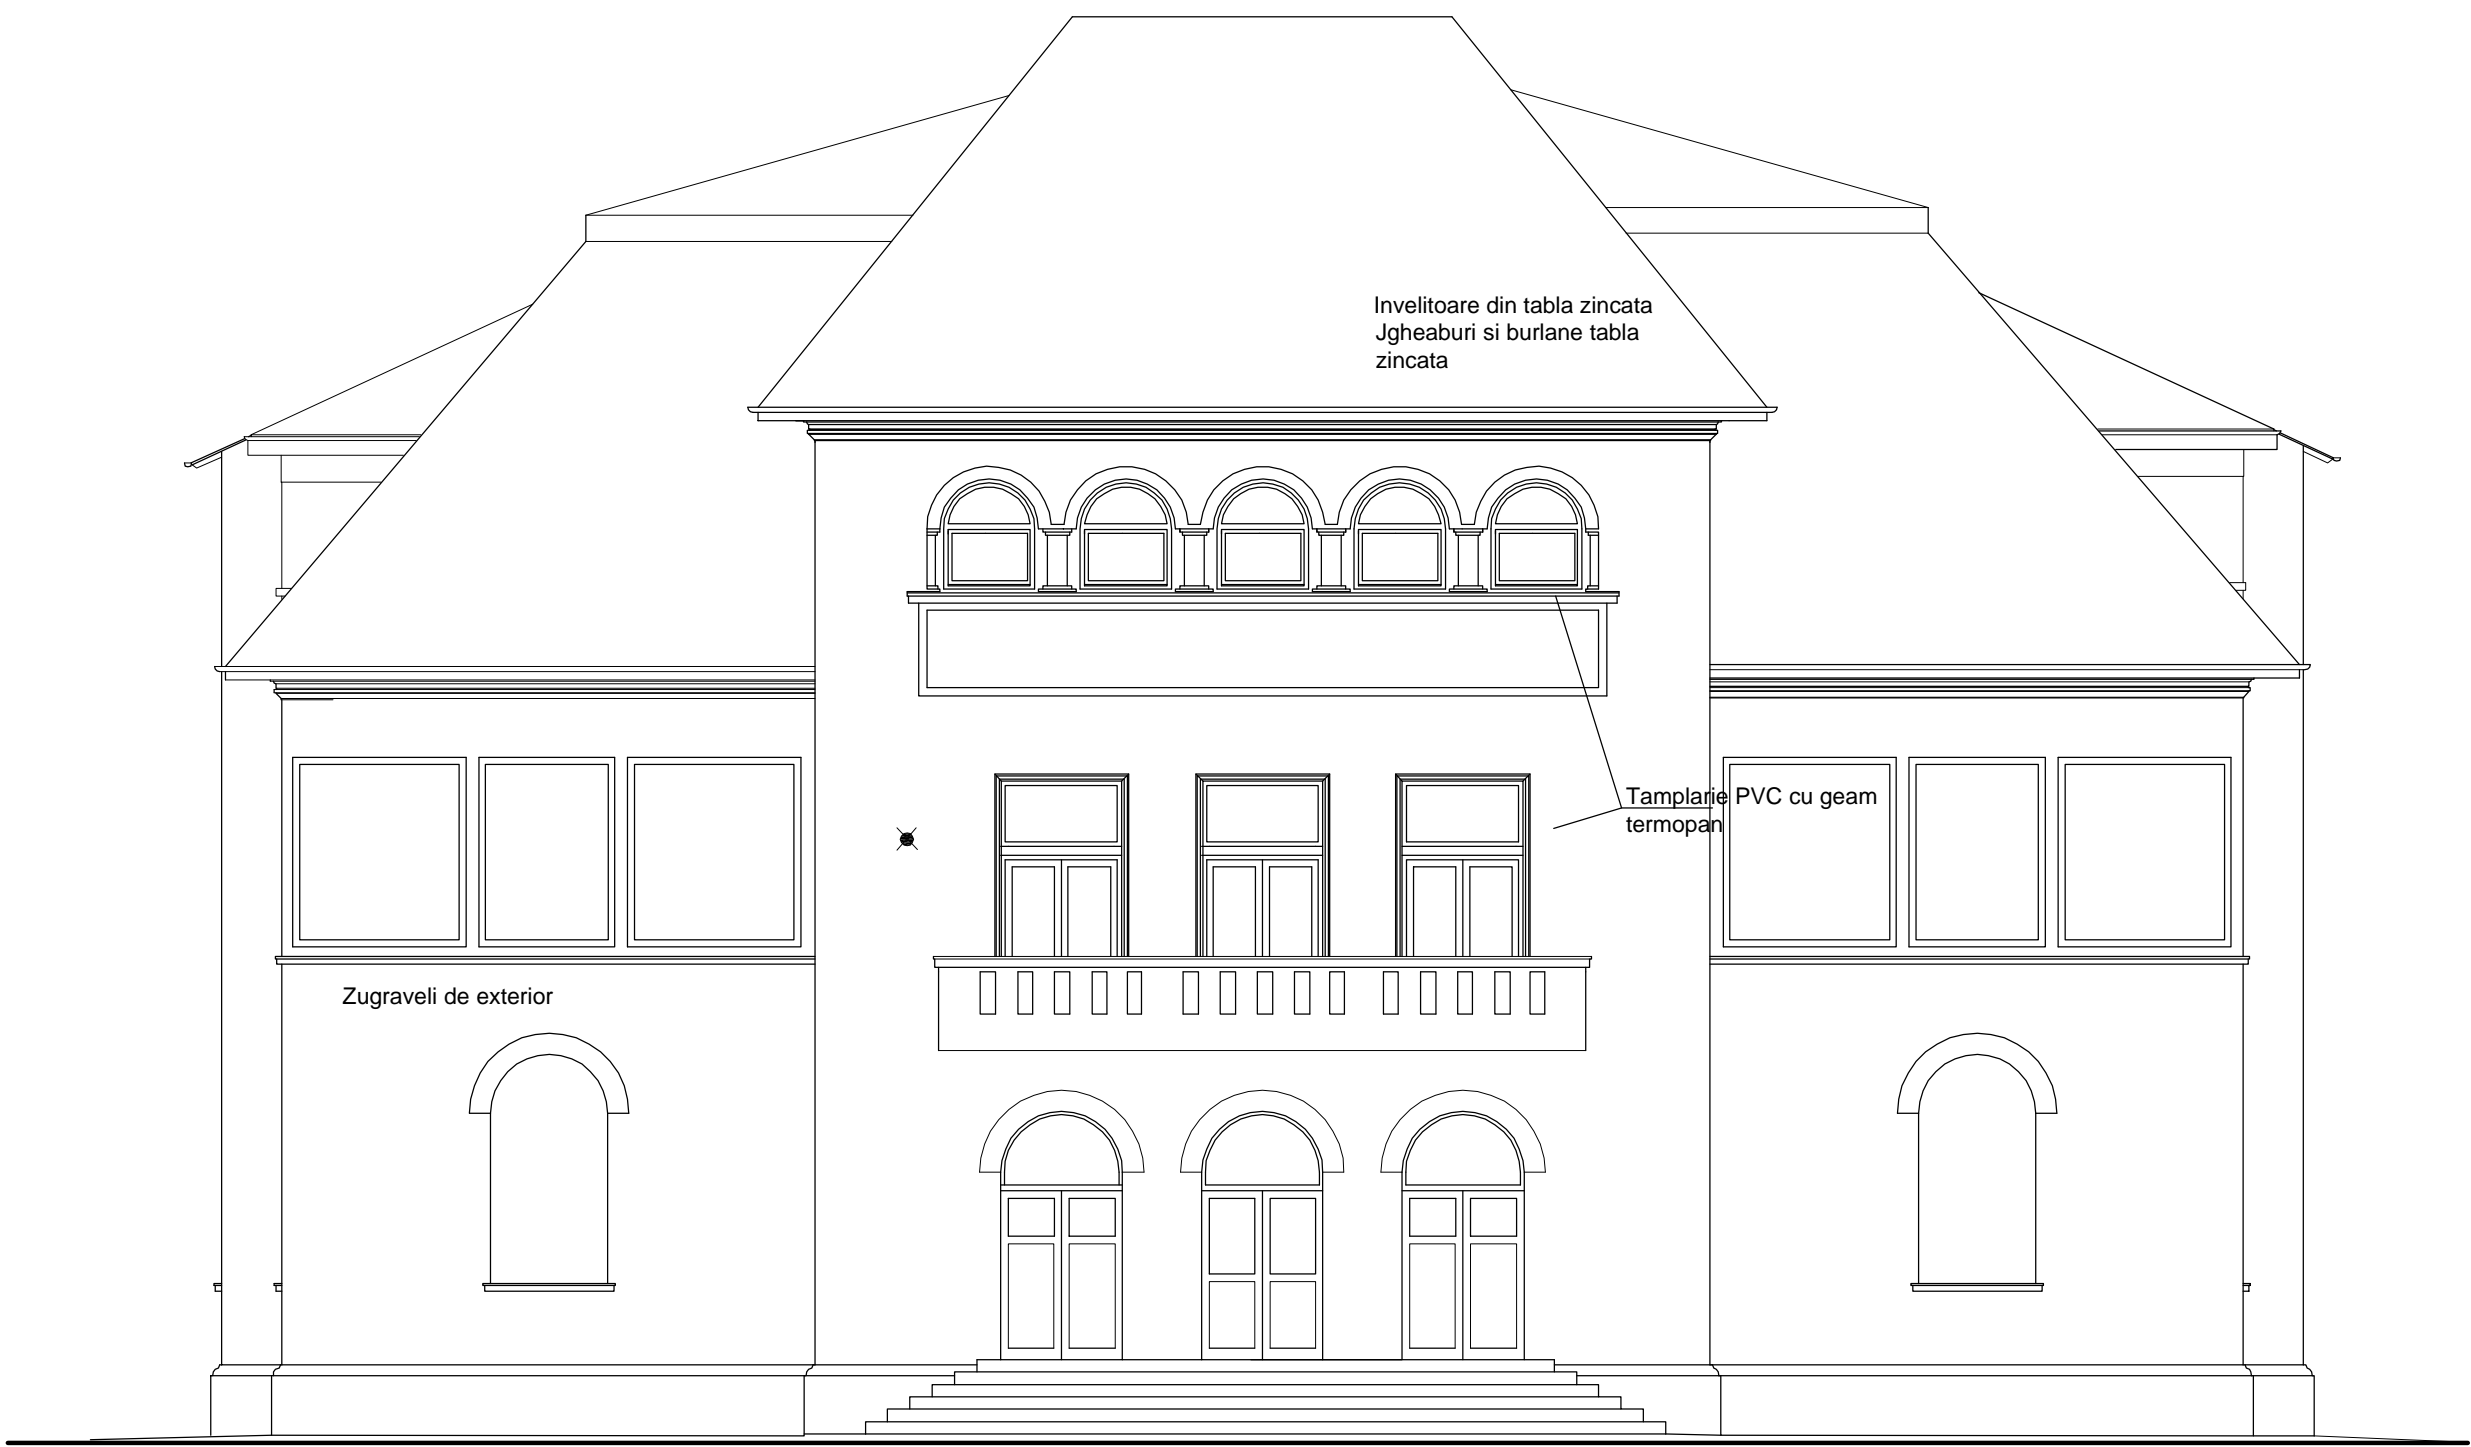 Invelitoare din tabla zincata
Jgheaburi si burlane tabla
zincata
Tamplarie PVC cu geam
termopan
Zugraveli de exterior